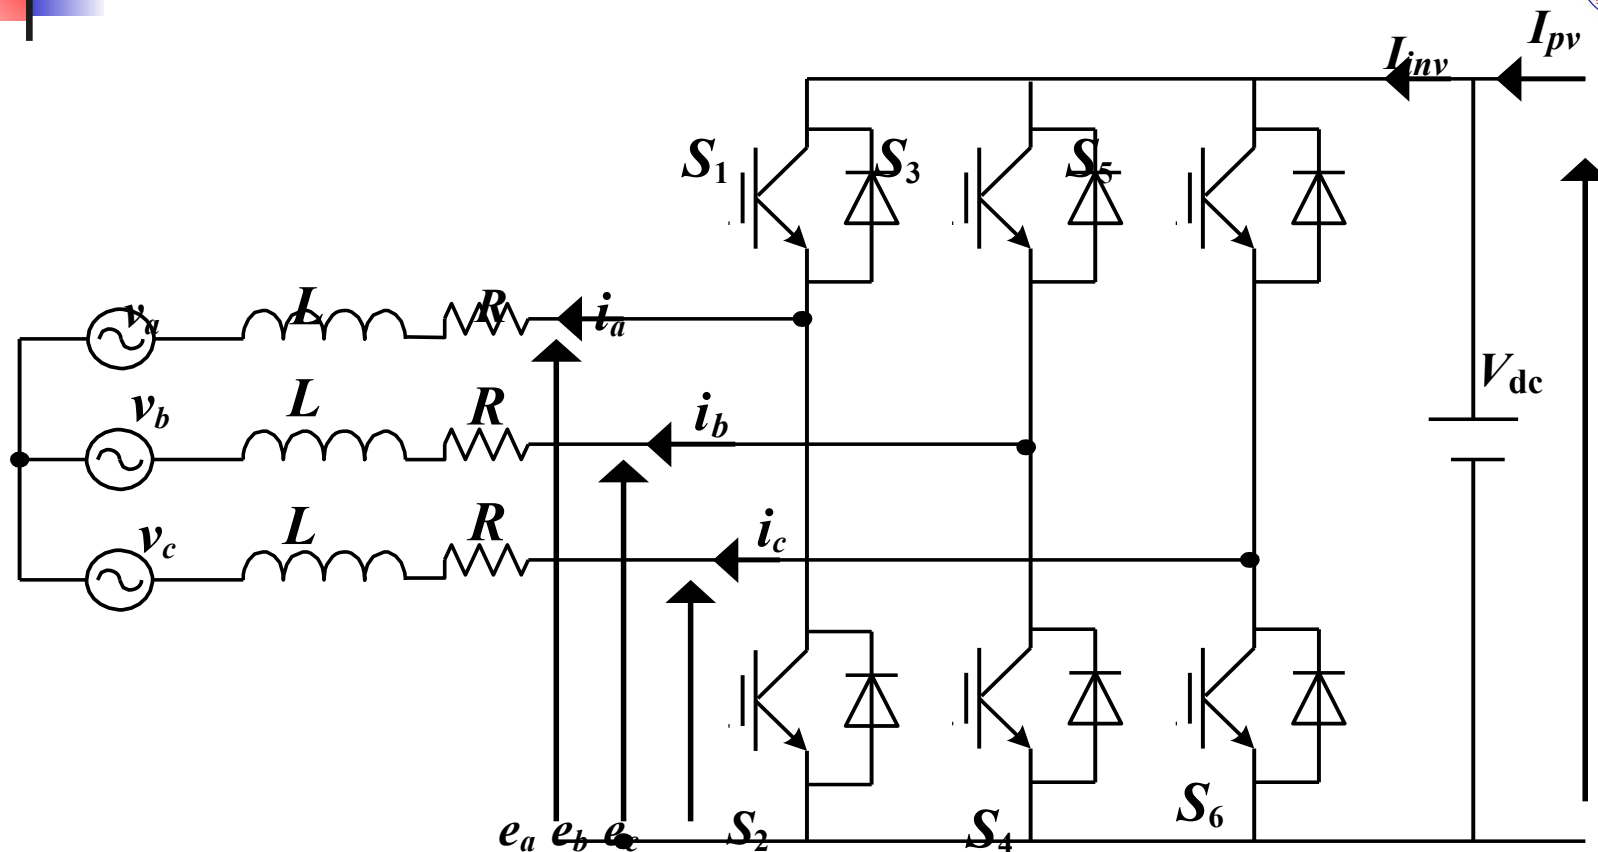 I_pv
I_inv
S_1 S_3 S_5
v_a L R i_a
V_dc
v_b L R i_b
v_c L R i_c
S_6
e_a e_b e_c S_2 S_4